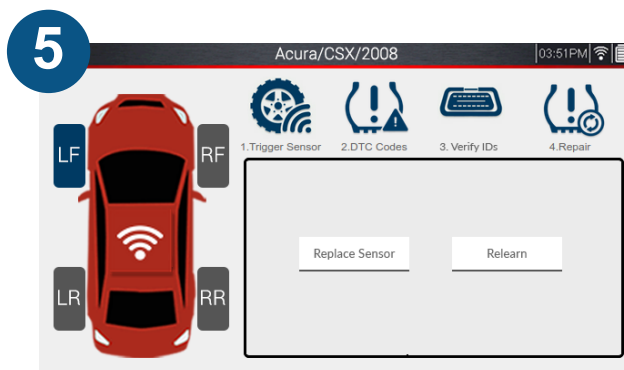 5
Acura/CSX/2008
03:51PM
LF
RF
LR
RR
1.Trigger Sensor
2.DTC Codes
3. Verify IDs
4.Repair
Replace Sensor
Relearn